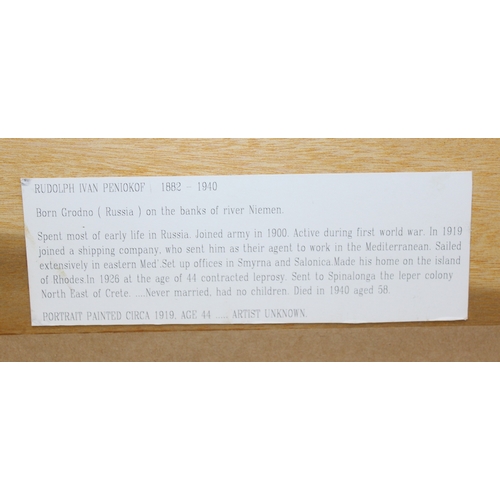 RUDOLPH IVAN PENIOKOF : 1882 - 1940
Born Grodno ( Russia ) on the banks of river Niemen.
Spent most of early life in Russia. Joined army in 1900. Active during first world war. In 1919
joined a shipping company, who sent him as their agent to work in the Mediterranean. Sailed
extensively in eastern Med'.Set up offices in Smyrna and Salonica.Made his home on the island
of Rhodes.In 1926 at the age of 44 contracted leprosy. Sent to Spinalonga the leper colony
North East of Crete. ....Never married, had no children. Died in 1940 aged 58.
PORTRAIT PAINTED CIRCA 1919, AGE 44 ..... ARTIST UNKNOWN.